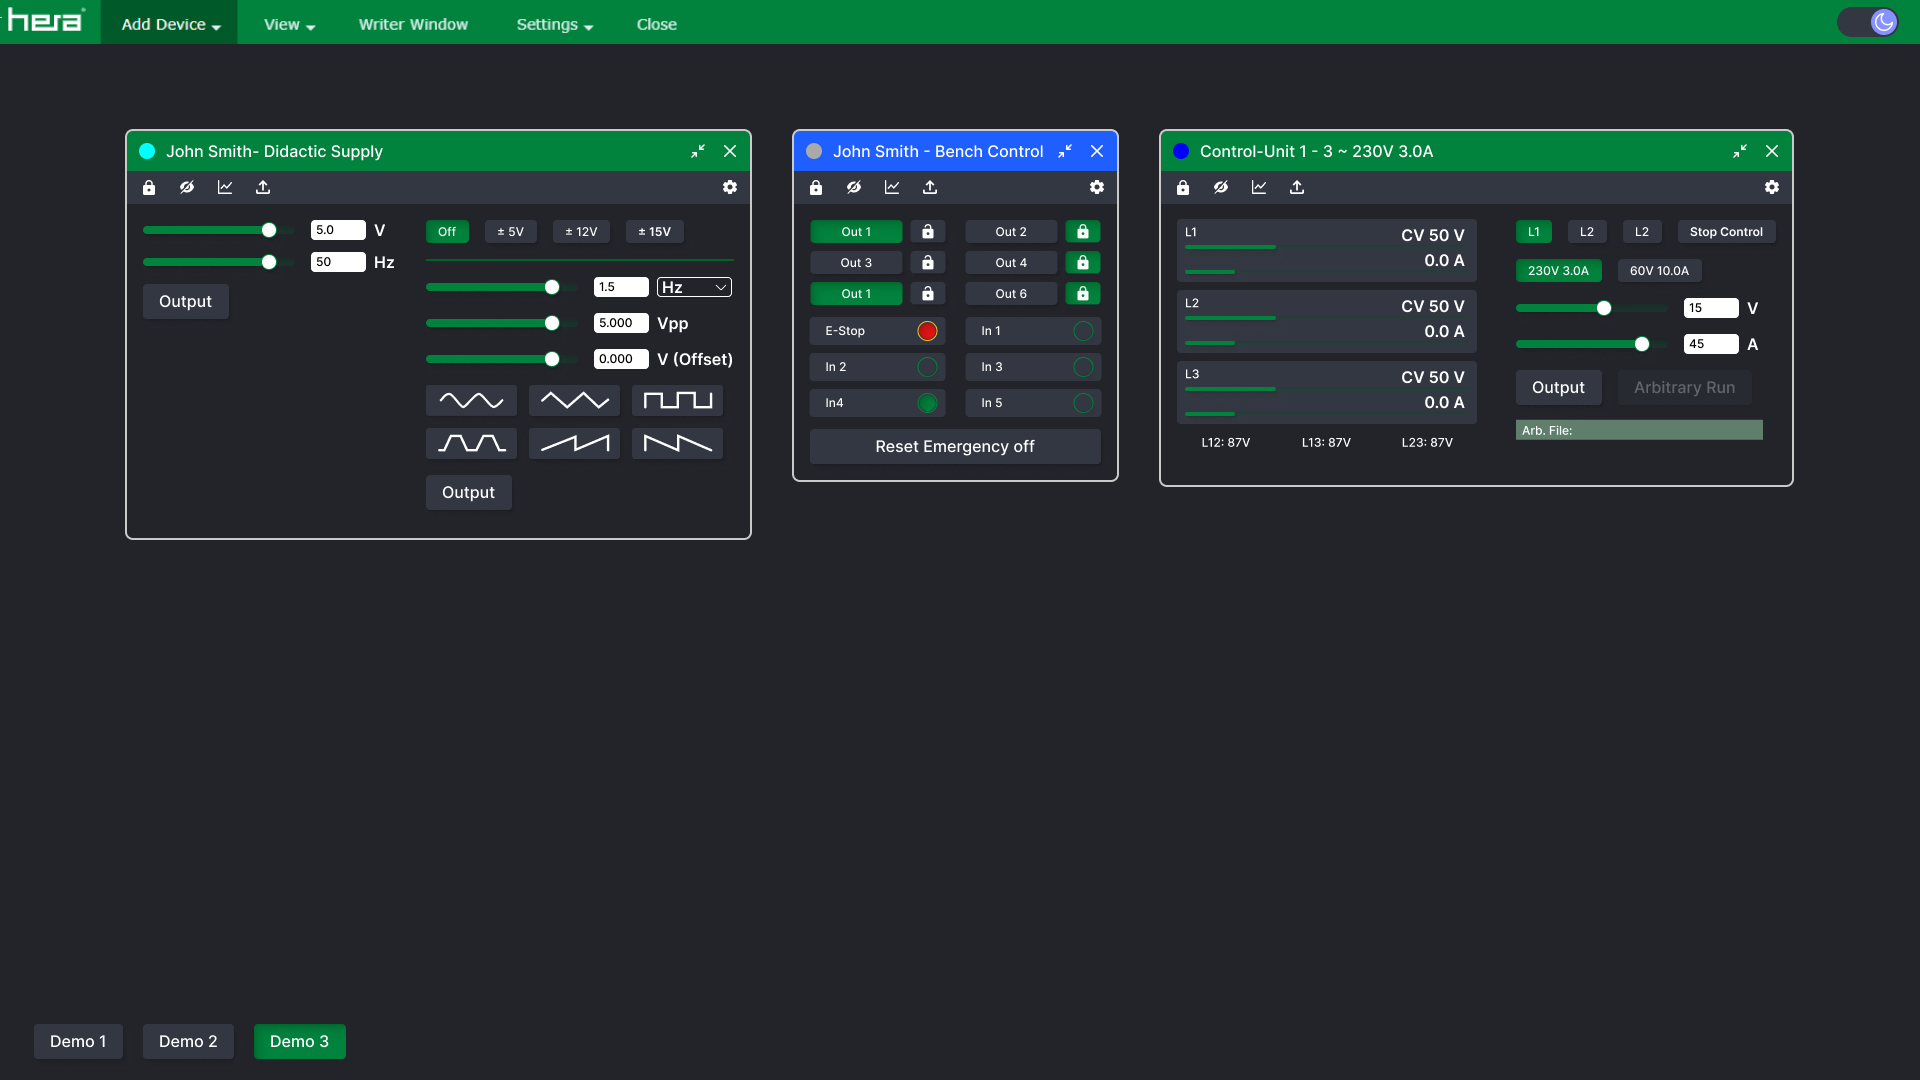 hera
Add Device
View
Writer Window
Settings
Close
John Smith- Didactic Supply
5.0 V
50 Hz
Output
Off
± 5V
± 12V
± 15V
1.5 Hz
5.000 Vpp
0.000 V (Offset)
Output
John Smith - Bench Control
Out 1
Out 2
Out 3
Out 4
Out 1
Out 6
E-Stop
In 1
In 2
In 3
In4
In 5
Reset Emergency off
Control-Unit 1 - 3 ~ 230V 3.0A
L1
CV 50 V
0.0 A
L2
CV 50 V
0.0 A
L3
CV 50 V
0.0 A
L12: 87V
L13: 87V
L23: 87V
L1
L2
L2
Stop Control
230V 3.0A
60V 10.0A
15 V
45 A
Output
Arbitrary Run
Arb. File:
Demo 1
Demo 2
Demo 3